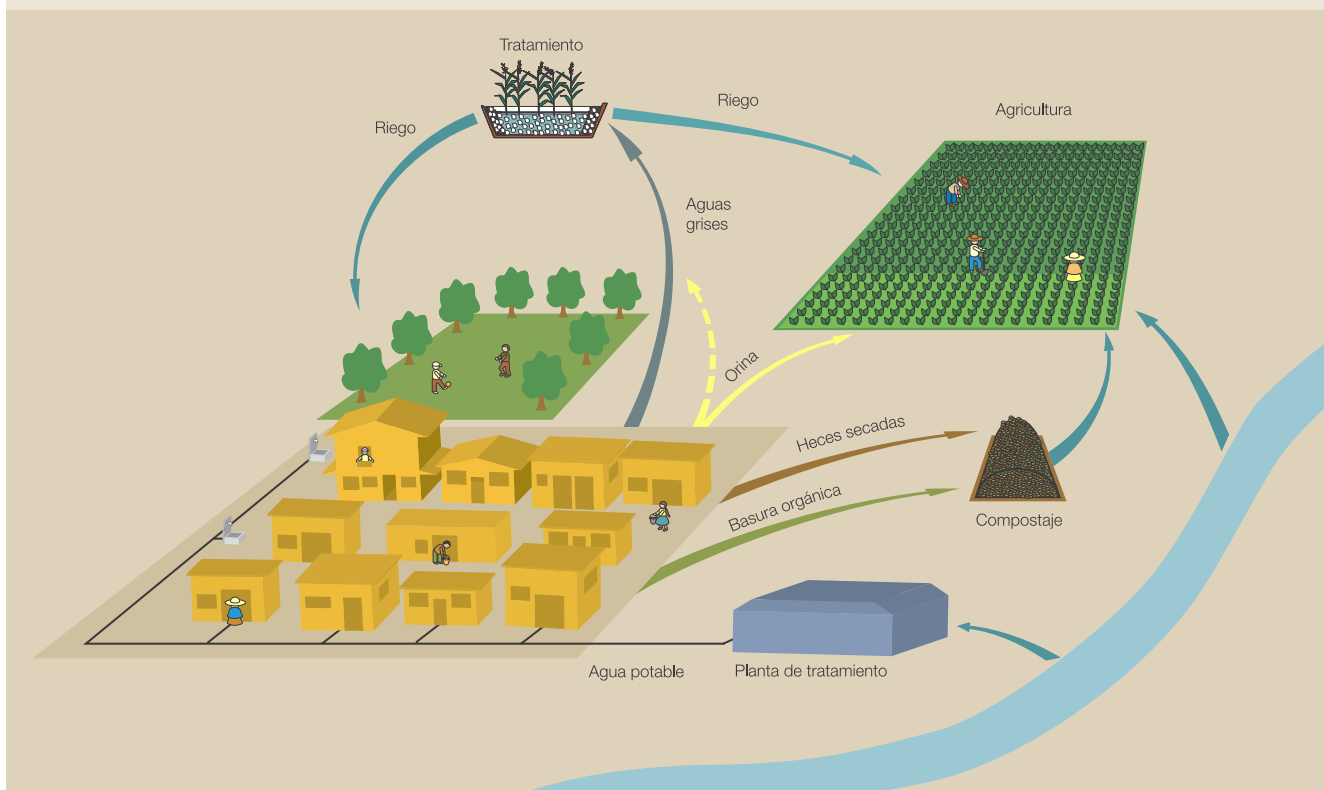 Tratamiento
Riego
Riego
Agricultura
Aguas
grises
Orina
Heces secadas
Basura orgánica
Compostaje
Agua potable
Planta de tratamiento